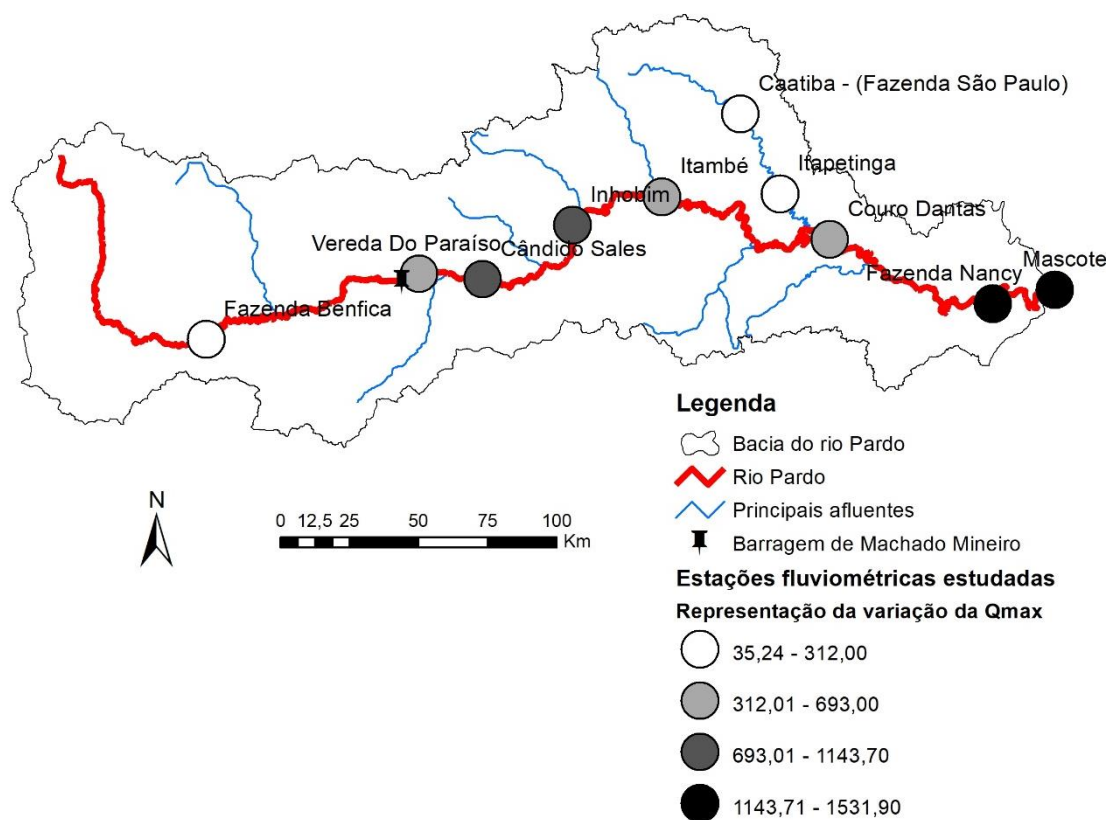 Caatiba - (Fazenda São Paulo)
Itambé
Itapetinga
Inhobim
Couro Dantas
Vereda Do Paraíso
Cândido Sales
Mascote
Fazenda Nancy
Fazenda Benfica
Legenda
Bacia do rio Pardo
Rio Pardo
Principais afluentes
Barragem de Machado Mineiro
N
0 12,5 25 50 75 100
Km
Estações fluviométricas estudadas
Representação da variação da Qmax
35,24 - 312,00
312,01 - 693,00
693,01 - 1143,70
1143,71 - 1531,90